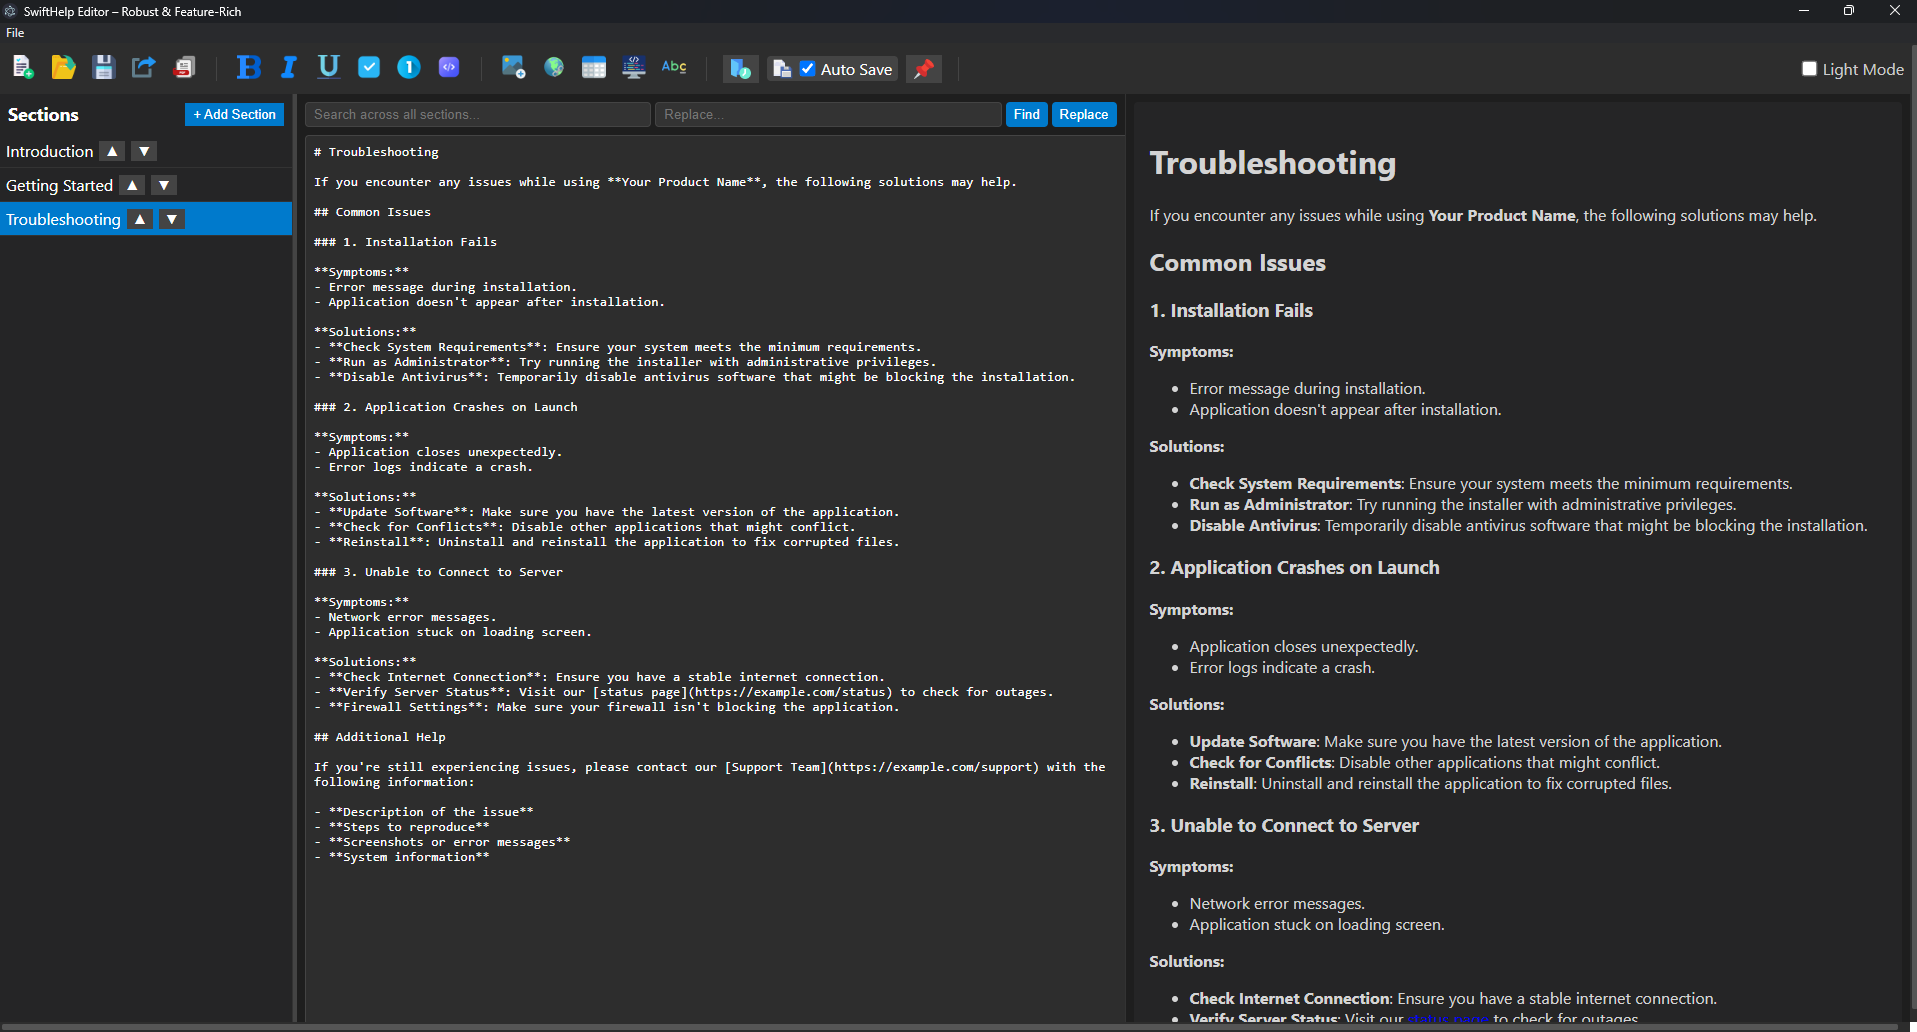 SwiftHelp Editor – Robust & Feature-Rich
File
B I U 1 </> </> Abc
Auto Save
Light Mode
Sections
+ Add Section
Introduction ▲ ▼
Getting Started ▲ ▼
Troubleshooting ▲ ▼
Search across all sections...
Replace...
Find
Replace
# Troubleshooting
If you encounter any issues while using **Your Product Name**, the following solutions may help.
## Common Issues
### 1. Installation Fails
**Symptoms:**
- Error message during installation.
- Application doesn't appear after installation.
**Solutions:**
- **Check System Requirements**: Ensure your system meets the minimum requirements.
- **Run as Administrator**: Try running the installer with administrative privileges.
- **Disable Antivirus**: Temporarily disable antivirus software that might be blocking the installation.
### 2. Application Crashes on Launch
**Symptoms:**
- Application closes unexpectedly.
- Error logs indicate a crash.
**Solutions:**
- **Update Software**: Make sure you have the latest version of the application.
- **Check for Conflicts**: Disable other applications that might conflict.
- **Reinstall**: Uninstall and reinstall the application to fix corrupted files.
### 3. Unable to Connect to Server
**Symptoms:**
- Network error messages.
- Application stuck on loading screen.
**Solutions:**
- **Check Internet Connection**: Ensure you have a stable internet connection.
- **Verify Server Status**: Visit our [status page](https://example.com/status) to check for outages.
- **Firewall Settings**: Make sure your firewall isn't blocking the application.
## Additional Help
If you're still experiencing issues, please contact our [Support Team](https://example.com/support) with the
following information:
- **Description of the issue**
- **Steps to reproduce**
- **Screenshots or error messages**
- **System information**
Troubleshooting
If you encounter any issues while using Your Product Name, the following solutions may help.
Common Issues
1. Installation Fails
Symptoms:
• Error message during installation.
• Application doesn't appear after installation.
Solutions:
• Check System Requirements: Ensure your system meets the minimum requirements.
• Run as Administrator: Try running the installer with administrative privileges.
• Disable Antivirus: Temporarily disable antivirus software that might be blocking the installation.
2. Application Crashes on Launch
Symptoms:
• Application closes unexpectedly.
• Error logs indicate a crash.
Solutions:
• Update Software: Make sure you have the latest version of the application.
• Check for Conflicts: Disable other applications that might conflict.
• Reinstall: Uninstall and reinstall the application to fix corrupted files.
3. Unable to Connect to Server
Symptoms:
• Network error messages.
• Application stuck on loading screen.
Solutions:
• Check Internet Connection: Ensure you have a stable internet connection.
• Verify Server Status: Visit our status page to check for outages.